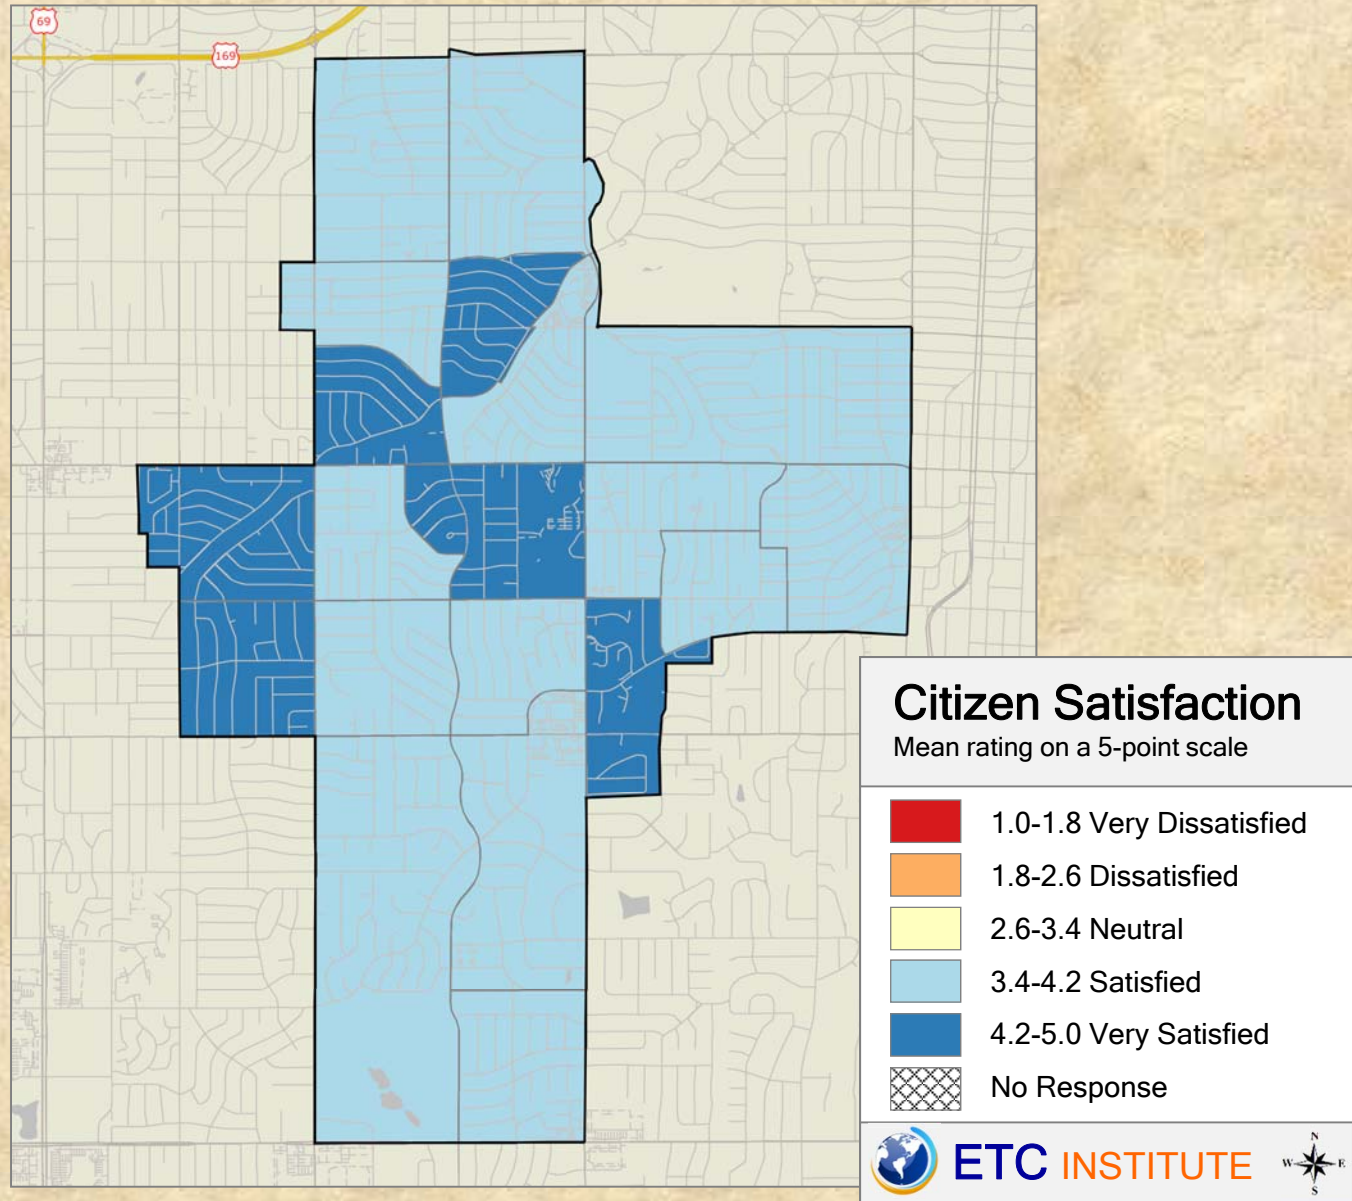 69
169
Citizen Satisfaction
Mean rating on a 5-point scale
1.0-1.8 Very Dissatisfied
1.8-2.6 Dissatisfied
2.6-3.4 Neutral
3.4-4.2 Satisfied
4.2-5.0 Very Satisfied
No Response
ETC INSTITUTE
N
W E
S